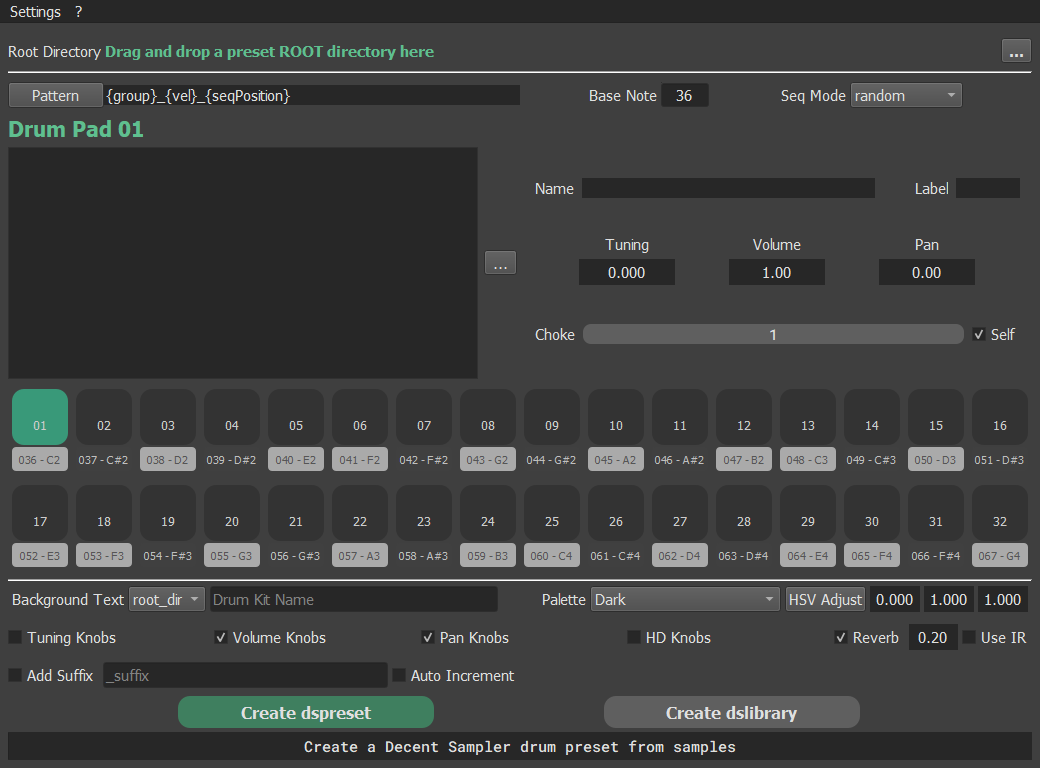 Settings ?
Root Directory Drag and drop a preset ROOT directory here ...
Pattern {group}_{vel}_{seqPosition} Base Note 36 Seq Mode random
Drum Pad 01
Name Label
Tuning Volume Pan
...
0.000 1.00 0.00
Choke 1 Self
01 02 03 04 05 06 07 08 09 10 11 12 13 14 15 16
036 - C2 037 - C#2 038 - D2 039 - D#2 040 - E2 041 - F2 042 - F#2 043 - G2 044 - G#2 045 - A2 046 - A#2 047 - B2 048 - C3 049 - C#3 050 - D3 051 - D#3
17 18 19 20 21 22 23 24 25 26 27 28 29 30 31 32
052 - E3 053 - F3 054 - F#3 055 - G3 056 - G#3 057 - A3 058 - A#3 059 - B3 060 - C4 061 - C#4 062 - D4 063 - D#4 064 - E4 065 - F4 066 - F#4 067 - G4
Background Text root_dir Drum Kit Name Palette Dark HSV Adjust 0.000 1.000 1.000
Tuning Knobs Volume Knobs Pan Knobs HD Knobs Reverb 0.20 Use IR
Add Suffix _suffix Auto Increment
Create dspreset Create dslibrary
Create a Decent Sampler drum preset from samples